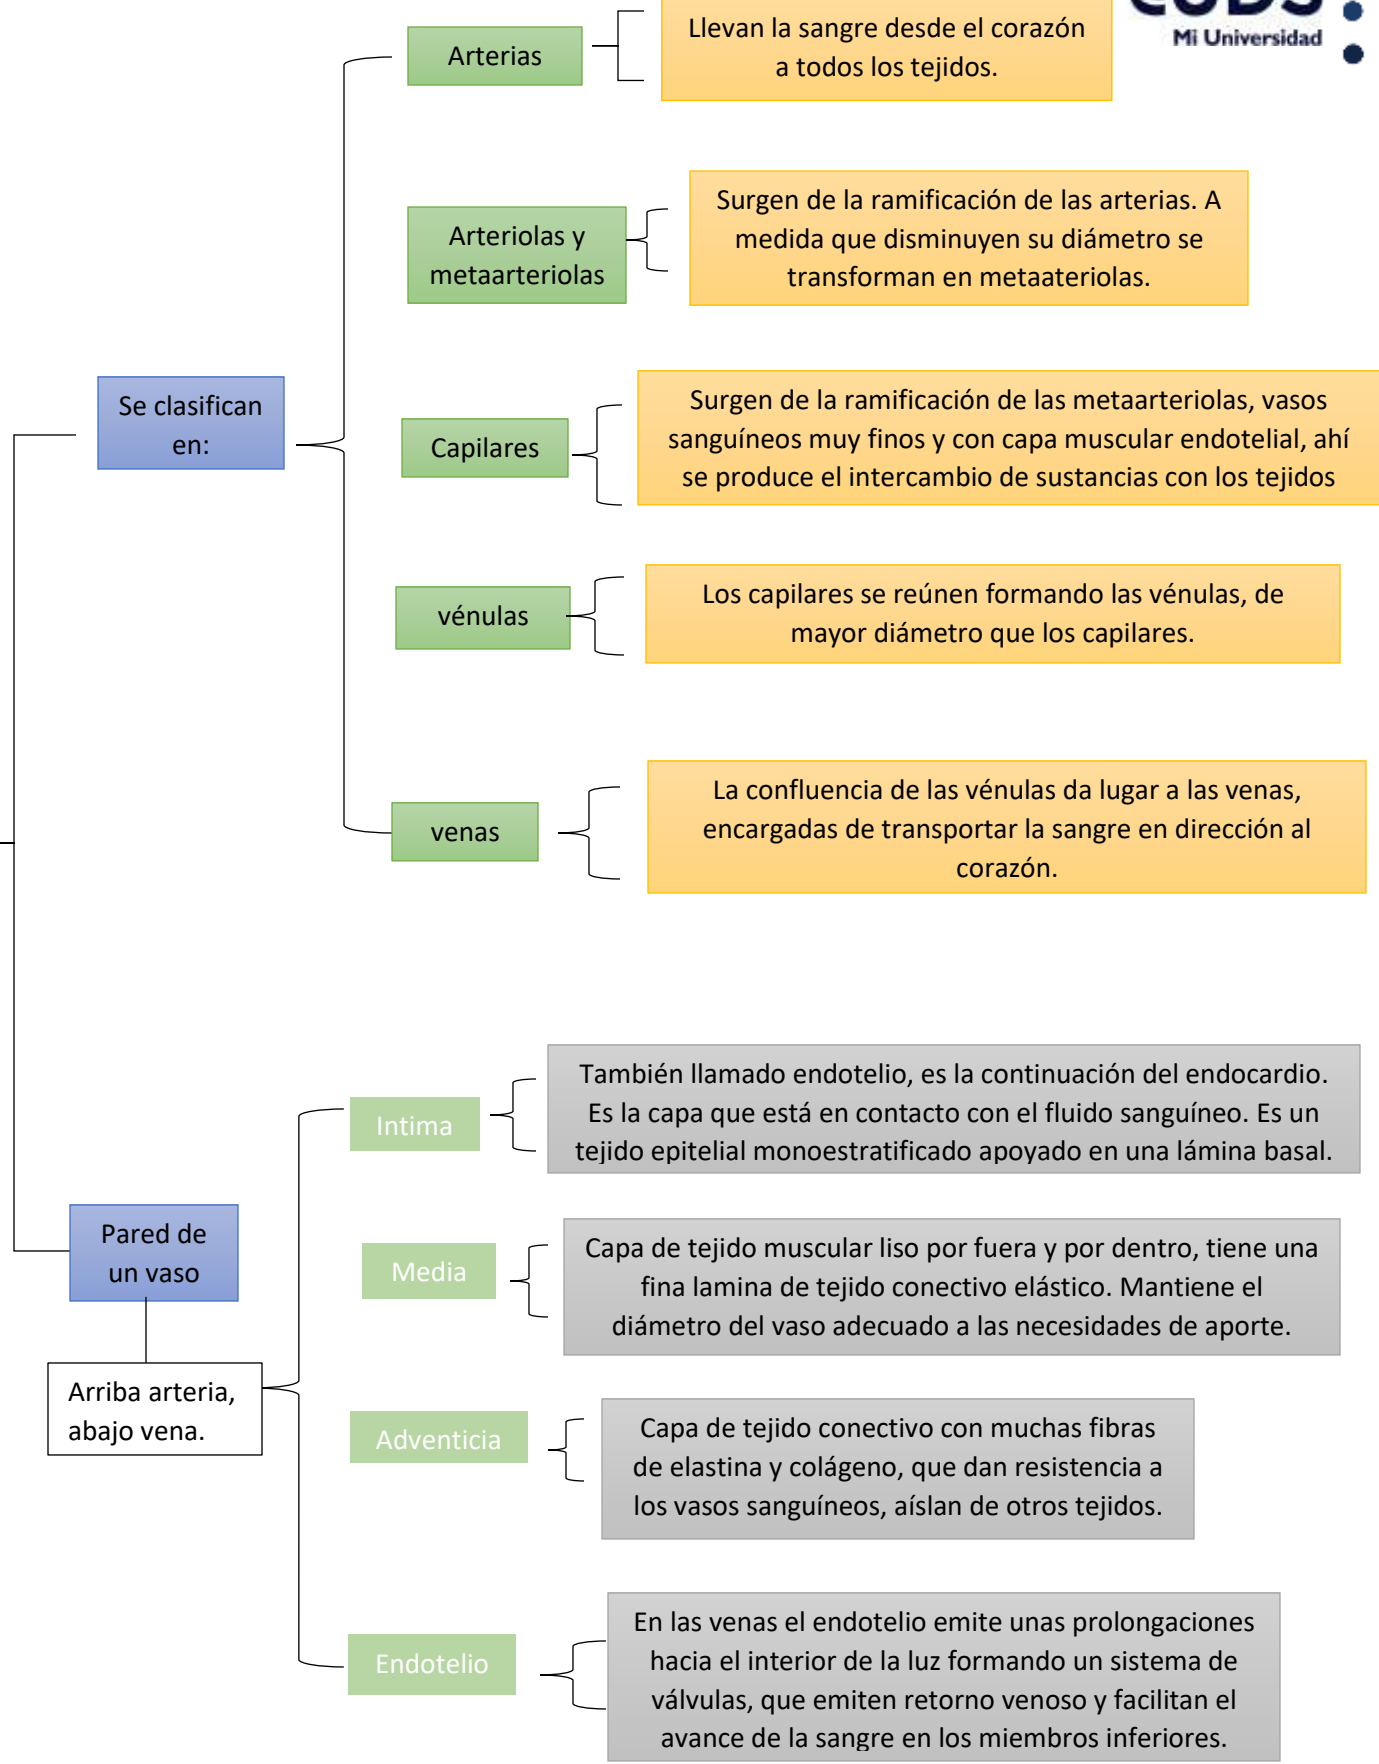 Mi Universidad
Arterias
Llevan la sangre desde el corazón
a todos los tejidos.
Arteriolas y
metaarteriolas
Surgen de la ramificación de las arterias. A
medida que disminuyen su diámetro se
transforman en metaateriolas.
Se clasifican
en:
Capilares
Surgen de la ramificación de las metaarteriolas, vasos
sanguíneos muy finos y con capa muscular endotelial, ahí
se produce el intercambio de sustancias con los tejidos
vénulas
Los capilares se reúnen formando las vénulas, de
mayor diámetro que los capilares.
venas
La confluencia de las vénulas da lugar a las venas,
encargadas de transportar la sangre en dirección al
corazón.
Pared de
un vaso
Arriba arteria,
abajo vena.
Intima
También llamado endotelio, es la continuación del endocardio.
Es la capa que está en contacto con el fluido sanguíneo. Es un
tejido epitelial monoestratificado apoyado en una lámina basal.
Media
Capa de tejido muscular liso por fuera y por dentro, tiene una
fina lamina de tejido conectivo elástico. Mantiene el
diámetro del vaso adecuado a las necesidades de aporte.
Adventicia
Capa de tejido conectivo con muchas fibras
de elastina y colágeno, que dan resistencia a
los vasos sanguíneos, aíslan de otros tejidos.
Endotelio
En las venas el endotelio emite unas prolongaciones
hacia el interior de la luz formando un sistema de
válvulas, que emiten retorno venoso y facilitan el
avance de la sangre en los miembros inferiores.